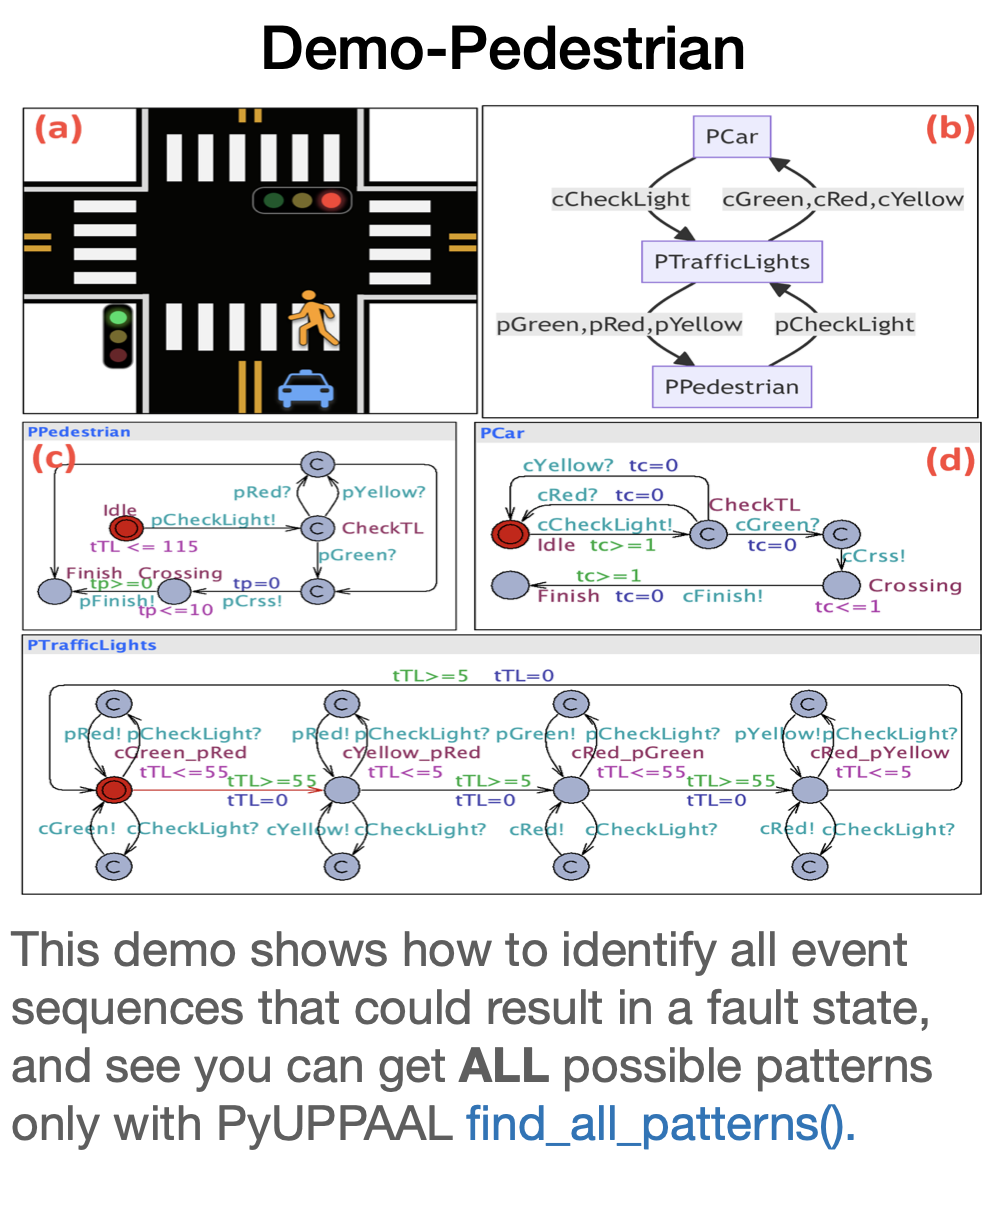 Demo-Pedestrian
(a)
(b)
PCar
cCheckLight
cGreen,cRed,cYellow
PTrafficLights
pGreen,pRed,pYellow
pCheckLight
PPedestrian
PPedestrian
(c)
C
pRed?
pYellow?
Idle
pCheckLight!
C
CheckTL
tTL <= 115
pGreen?
Finish
Crossing
tp>=0
tp=0
C
pFinish!
tp<=10
pCrss!
PCar
(d)
cYellow? tc=0
cRed? tc=0
CheckTL
cCheckLight!
C
cGreen?
C
Idle tc>=1
tc=0
cCrss!
tc>=1
Crossing
Finish tc=0 cFinish!
tc<=1
PTrafficLights
tTL>=5 tTL=0
C
C
C
C
pRed! pCheckLight?
pRed! pCheckLight?
pGreen! pCheckLight?
pYellow! pCheckLight?
cGreen_pRed
cYellow_pRed
cRed_pGreen
cRed_pYellow
tTL<=55
tTL<=5
tTL<=55
tTL<=5
tTL>=55
tTL>=5
tTL>=55
tTL=0
tTL=0
tTL=0
cGreen! cCheckLight?
cYellow! cCheckLight?
cRed! cCheckLight?
cRed! cCheckLight?
C
C
C
C
This demo shows how to identify all event
sequences that could result in a fault state,
and see you can get ALL possible patterns
only with PyUPPAAL find_all_patterns().